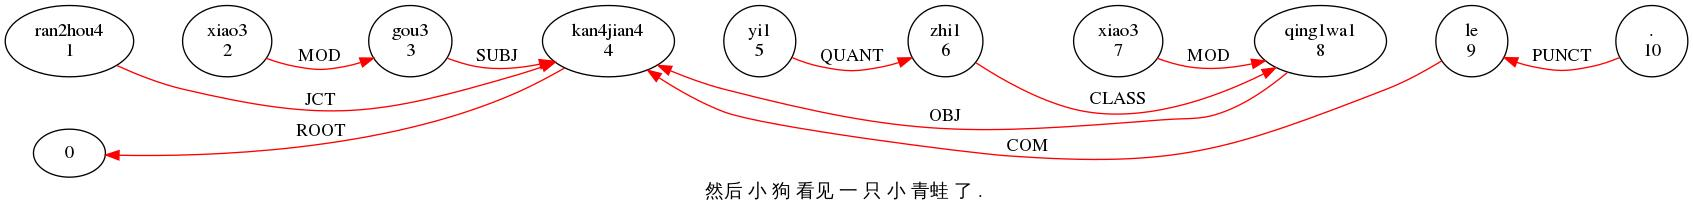 ran2hou4 xiao3 gou3 kan4jian4 yi1 zhi1 xiao3 qing1wa1 le .
1 2 3 4 5 6 7 8 9 10
MOD SUBJ QUANT MOD PUNCT
JCT CLASS
OBJ
ROOT
COM
0
然后 小 狗 看见 一 只 小 青蛙 了 .